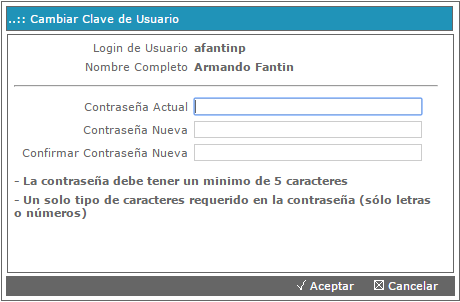 ..:: Cambiar Clave de Usuario
Login de Usuario afantinp
Nombre Completo Armando Fantin
Contraseña Actual
Contraseña Nueva
Confirmar Contraseña Nueva
- La contraseña debe tener un minimo de 5 caracteres
- Un solo tipo de caracteres requerido en la contraseña (sólo letras
o números)
Aceptar Cancelar